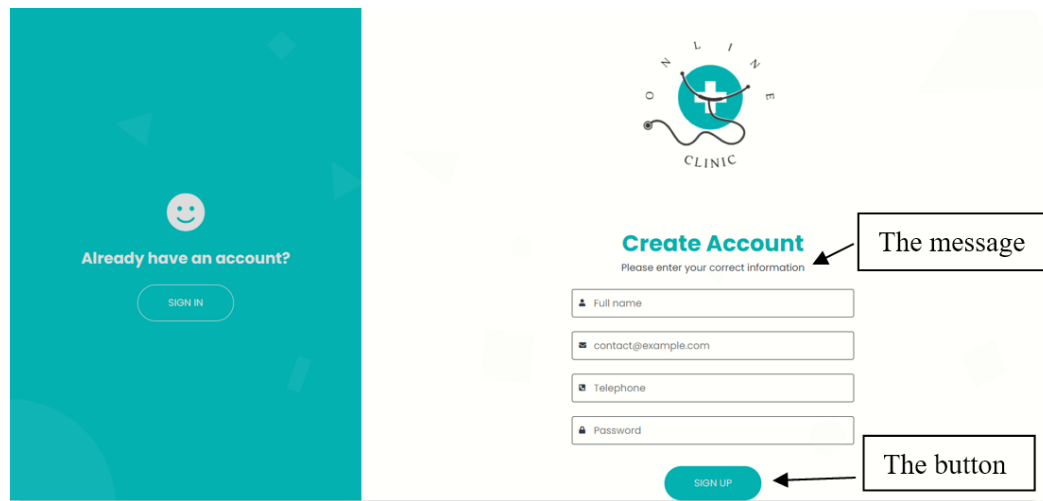 Already have an account?
SIGN IN
ONLINE
CLINIC
Create Account
Please enter your correct information
The message
Full name
contact@example.com
Telephone
Password
SIGN UP
The button